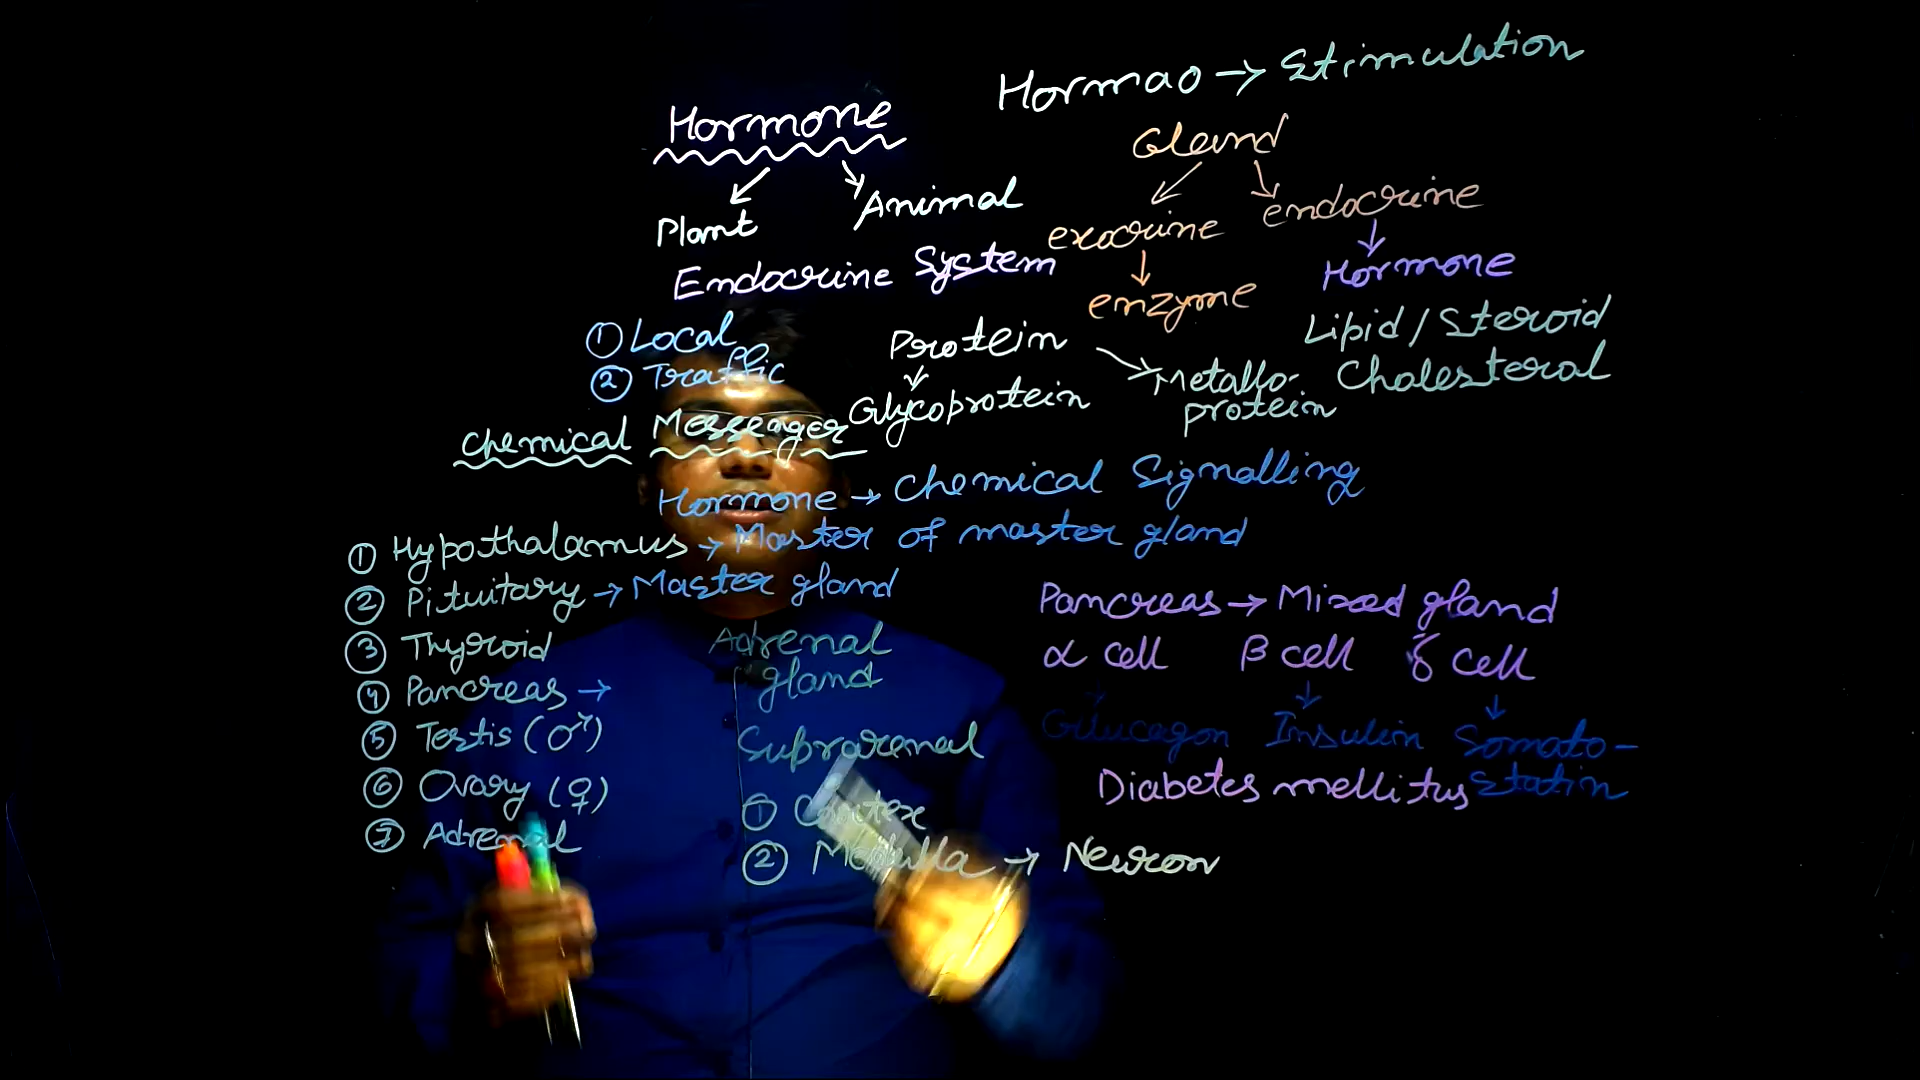 Hormone
Plant
Animal
Endocrine System
① Local
② Traffic
Chemical Messenger
Hormao → Stimulation
Gland
exocrine
endocrine
enzyme
Hormone
Protein
Glycoprotein
Metallo-
protein
Lipid/Steroid
Cholesteral
Hormone → Chemical Signalling
① Hypothalamus → Master of master gland
② Pituitary → Master gland
③ Thyroid
④ Pancreas →
⑤ Testis (♂)
⑥ Ovary (♀)
⑦ Adrenal
Adrenal
gland
Suprarenal
① Cortex
② Medulla → Neuron
Pancreas → Mixed gland
α cell β cell δ cell
Glucagon Insulin Somato-
statin
Diabetes mellitus